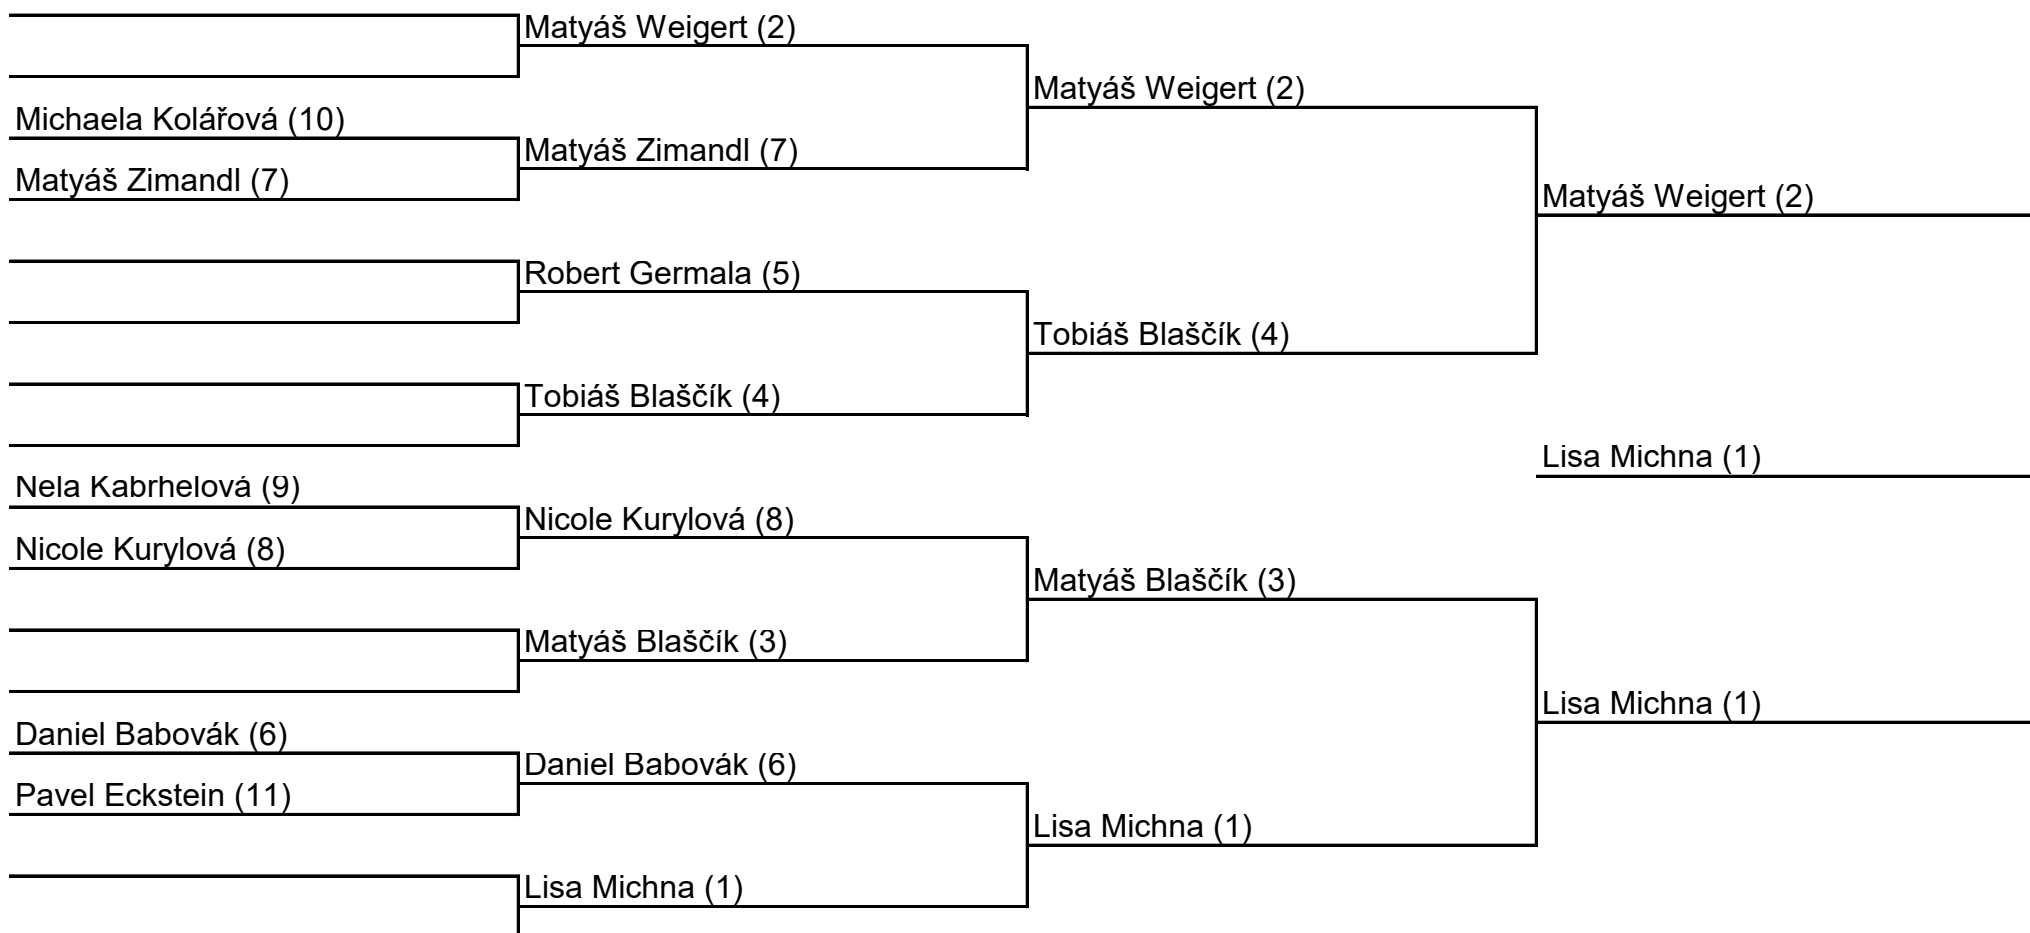 Matyáš Weigert (2)
Matyáš Weigert (2)
Michaela Kolářová (10)
Matyáš Zimandl (7)
Matyáš Zimandl (7)
Matyáš Weigert (2)
Robert Germala (5)
Tobiáš Blaščík (4)
Tobiáš Blaščík (4)
Lisa Michna (1)
Nela Kabrhelová (9)
Nicole Kurylová (8)
Nicole Kurylová (8)
Matyáš Blaščík (3)
Matyáš Blaščík (3)
Lisa Michna (1)
Daniel Babovák (6)
Daniel Babovák (6)
Pavel Eckstein (11)
Lisa Michna (1)
Lisa Michna (1)